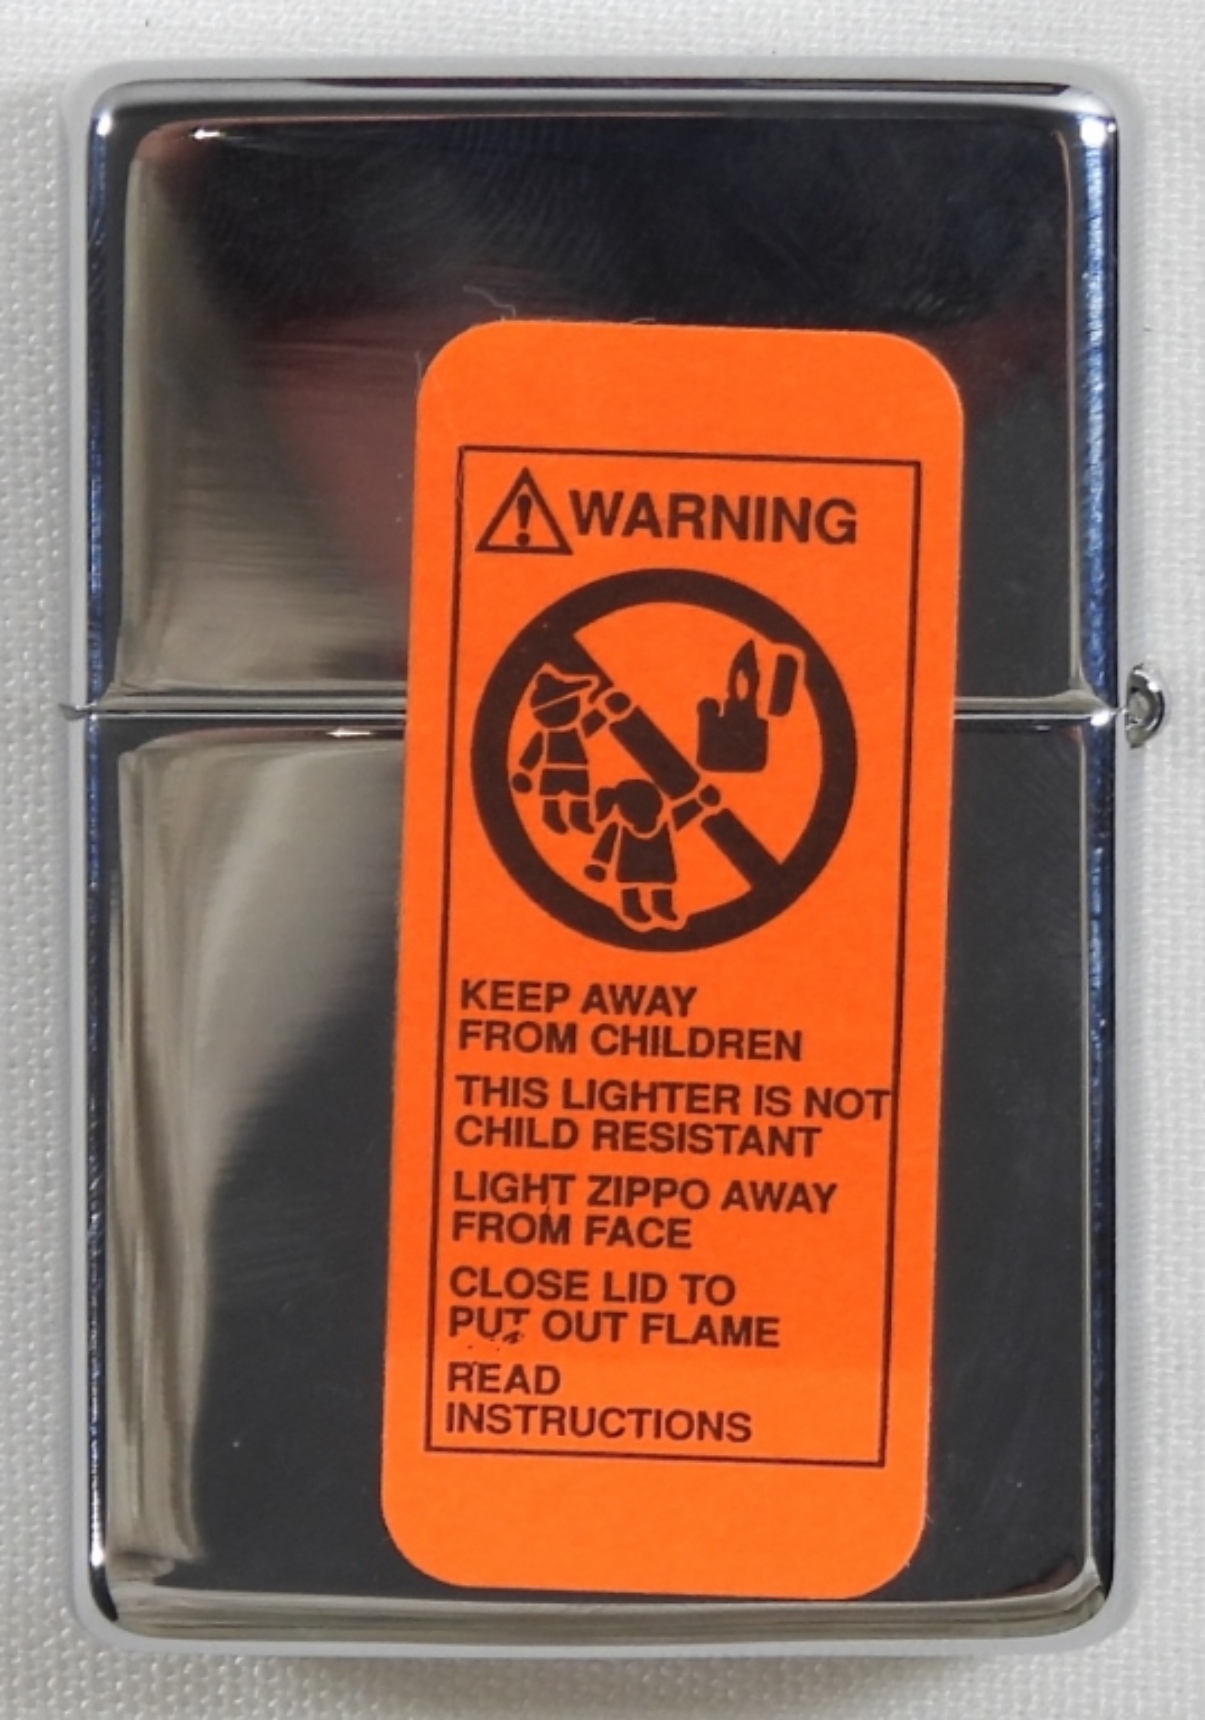 WARNING
KEEP AWAY
FROM CHILDREN
THIS LIGHTER IS NOT
CHILD RESISTANT
LIGHT ZIPPO AWAY
FROM FACE
CLOSE LID TO
PUT OUT FLAME
READ
INSTRUCTIONS